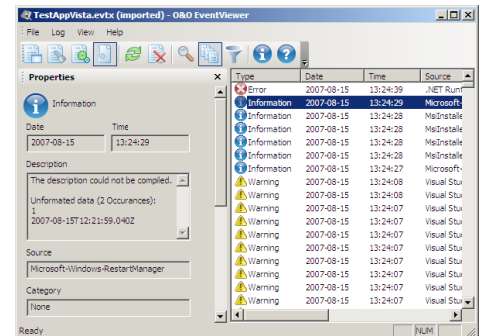 TestAppVista.evtx (imported) - O&O EventViewer
File Log View Help
Properties
Information
Date Time
2007-08-15 13:24:29
Description
The description could not be compiled.
Unformated data (2 Occurances):
1
2007-08-15T12:21:59.040Z
Source
Microsoft-Windows-RestartManager
Category
None
Type Date Time Source
Error 2007-08-15 13:24:39 .NET Runt
Information 2007-08-15 13:24:29 Microsoft-
Information 2007-08-15 13:24:28 MsiInstalle
Information 2007-08-15 13:24:28 MsiInstalle
Information 2007-08-15 13:24:28 MsiInstalle
Information 2007-08-15 13:24:28 MsiInstalle
Information 2007-08-15 13:24:27 Microsoft-
Warning 2007-08-15 13:24:08 Visual Stu
Warning 2007-08-15 13:24:08 Visual Stu
Warning 2007-08-15 13:24:07 Visual Stu
Warning 2007-08-15 13:24:07 Visual Stu
Warning 2007-08-15 13:24:07 Visual Stu
Warning 2007-08-15 13:24:07 Visual Stu
Warning 2007-08-15 13:24:07 Visual Stu
Warning 2007-08-15 13:24:07 Visual Stu
Warning 2007-08-15 13:24:07 Visual Stu
Warning 2007-08-15 13:24:07 Visual Stu
Ready NUM